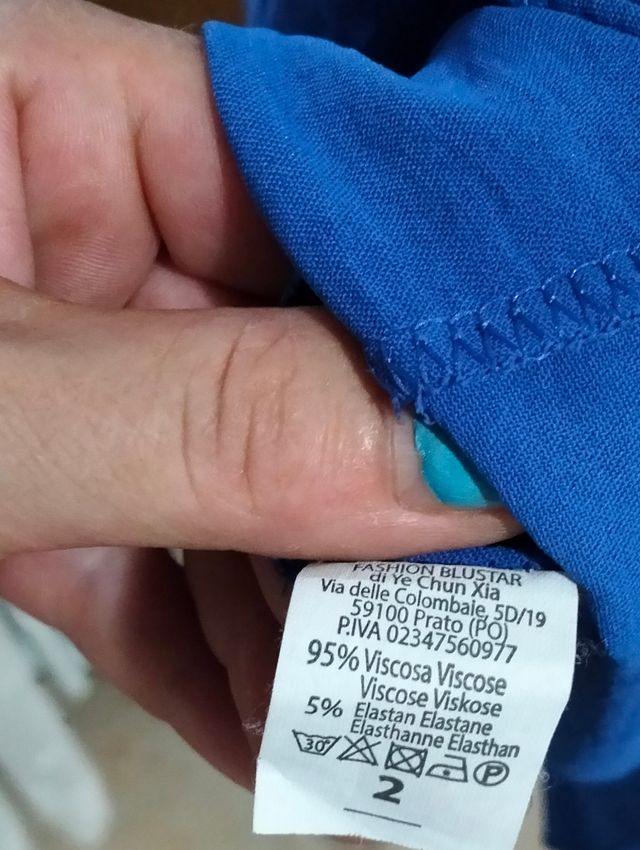 FASHION BLUSTAR
di Ye Chun Xia
Via delle Colombaie, 5D/19
59100 Prato (PO)
P.IVA 02347560977
95% Viscosa Viscose
Viscose Viskose
5% Elastan Elastane
Elasthanne Elasthan
30° P
2